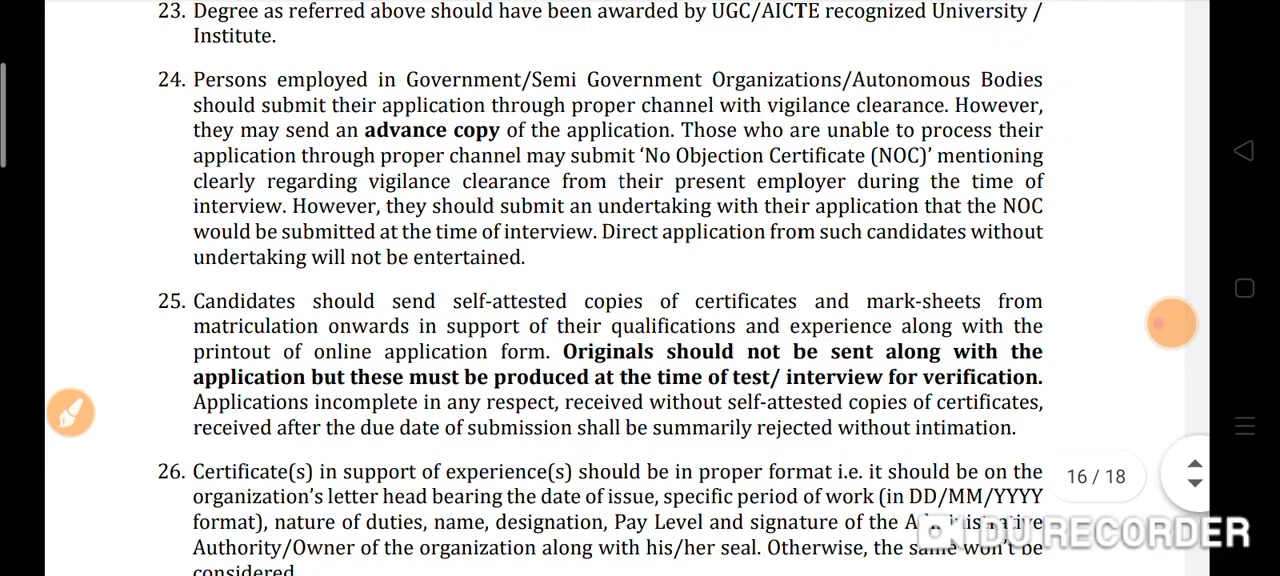 23. Degree as referred above should have been awarded by UGC/AICTE recognized University /
Institute.
24. Persons employed in Government/Semi Government Organizations/Autonomous Bodies
should submit their application through proper channel with vigilance clearance. However,
they may send an advance copy of the application. Those who are unable to process their
application through proper channel may submit ‘No Objection Certificate (NOC)’ mentioning
clearly regarding vigilance clearance from their present employer during the time of
interview. However, they should submit an undertaking with their application that the NOC
would be submitted at the time of interview. Direct application from such candidates without
undertaking will not be entertained.
25. Candidates should send self-attested copies of certificates and mark-sheets from
matriculation onwards in support of their qualifications and experience along with the
printout of online application form. Originals should not be sent along with the
application but these must be produced at the time of test/ interview for verification.
Applications incomplete in any respect, received without self-attested copies of certificates,
received after the due date of submission shall be summarily rejected without intimation.
16 / 18
26. Certificate(s) in support of experience(s) should be in proper format i.e. it should be on the
organization’s letter head bearing the date of issue, specific period of work (in DD/MM/YYYY
format), nature of duties, name, designation, Pay Level and signature of the Administrative
Authority/Owner of the organization along with his/her seal. Otherwise, the same won’t be
considered
DU RECORDER